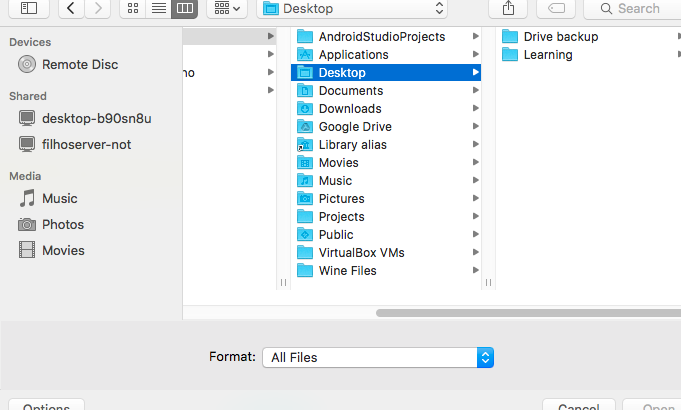 Desktop
Search
Devices
Remote Disc
Shared
desktop-b90sn8u
filhoserver-not
Media
Music
Photos
Movies
no
AndroidStudioProjects
Applications
Desktop
Documents
Downloads
Google Drive
Library alias
Movies
Music
Pictures
Projects
Public
VirtualBox VMs
Wine Files
Drive backup
Learning
Format:
All Files
Options
Cancel
Open